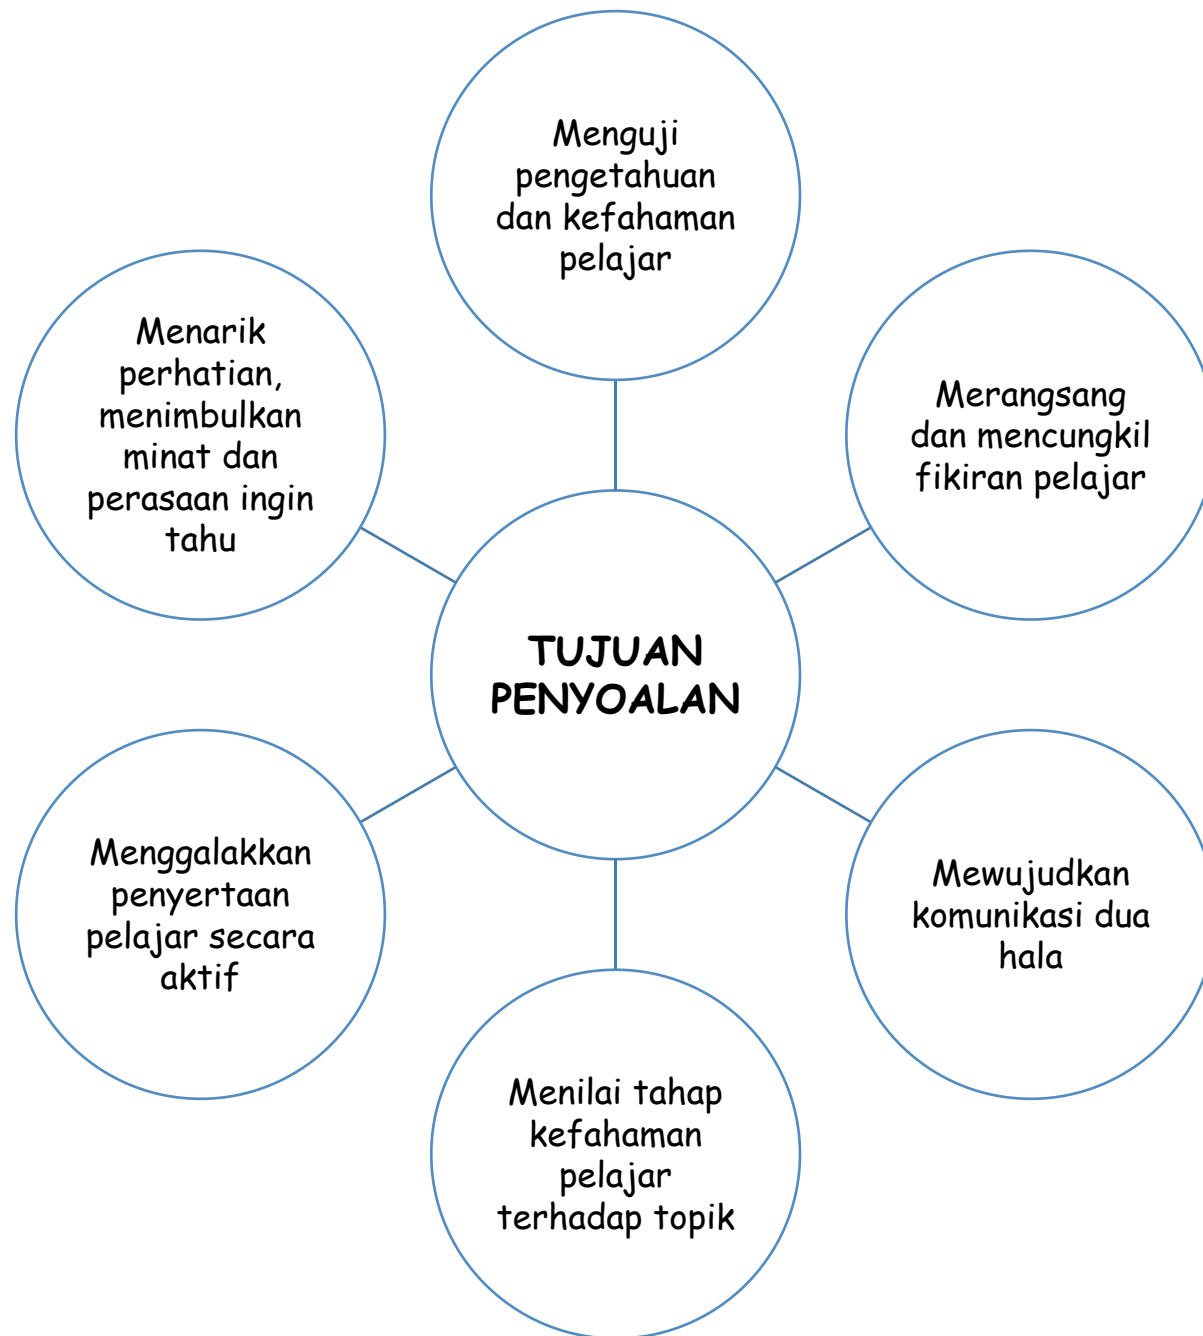 Menguji
pengetahuan
dan kefahaman
pelajar
Merangsang
dan mencungkil
fikiran pelajar
Mewujudkan
komunikasi dua
hala
Menilai tahap
kefahaman
pelajar
terhadap topik
Menggalakkan
penyertaan
pelajar secara
aktif
Menarik
perhatian,
menimbulkan
minat dan
perasaan ingin
tahu
TUJUAN
PENYOALAN